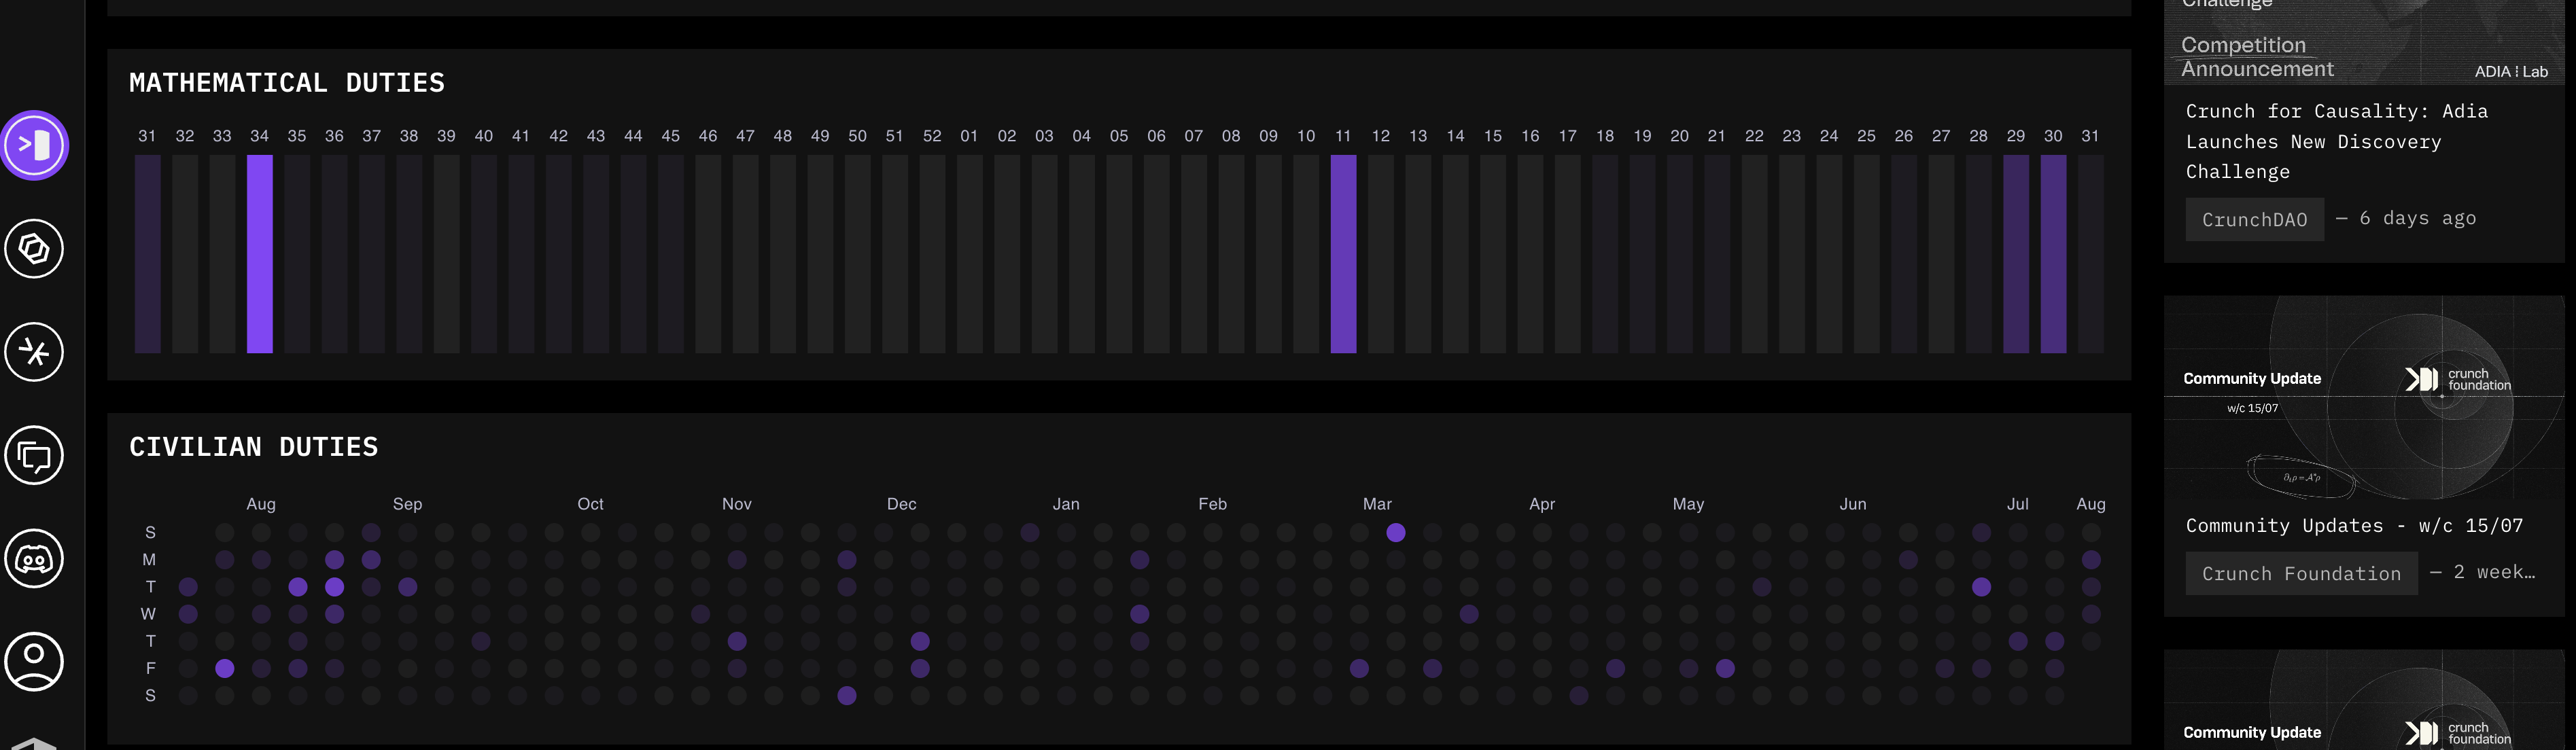 MATHEMATICAL DUTIES
31 32 33 34 35 36 37 38 39 40 41 42 43 44 45 46 47 48 49 50 51 52 01 02 03 04 05 06 07 08 09 10 11 12 13 14 15 16 17 18 19 20 21 22 23 24 25 26 27 28 29 30 31
CIVILIAN DUTIES
Aug Sep Oct Nov Dec Jan Feb Mar Apr May Jun Jul Aug
S
M
T
W
T
F
S
Challenge
Competition
Announcement
ADIA Lab
Crunch for Causality: Adia
Launches New Discovery
Challenge
CrunchDAO — 6 days ago
Community Update
w/c 15/07
crunch
foundation
Community Updates - w/c 15/07
Crunch Foundation — 2 week…
Community Update
crunch
foundation